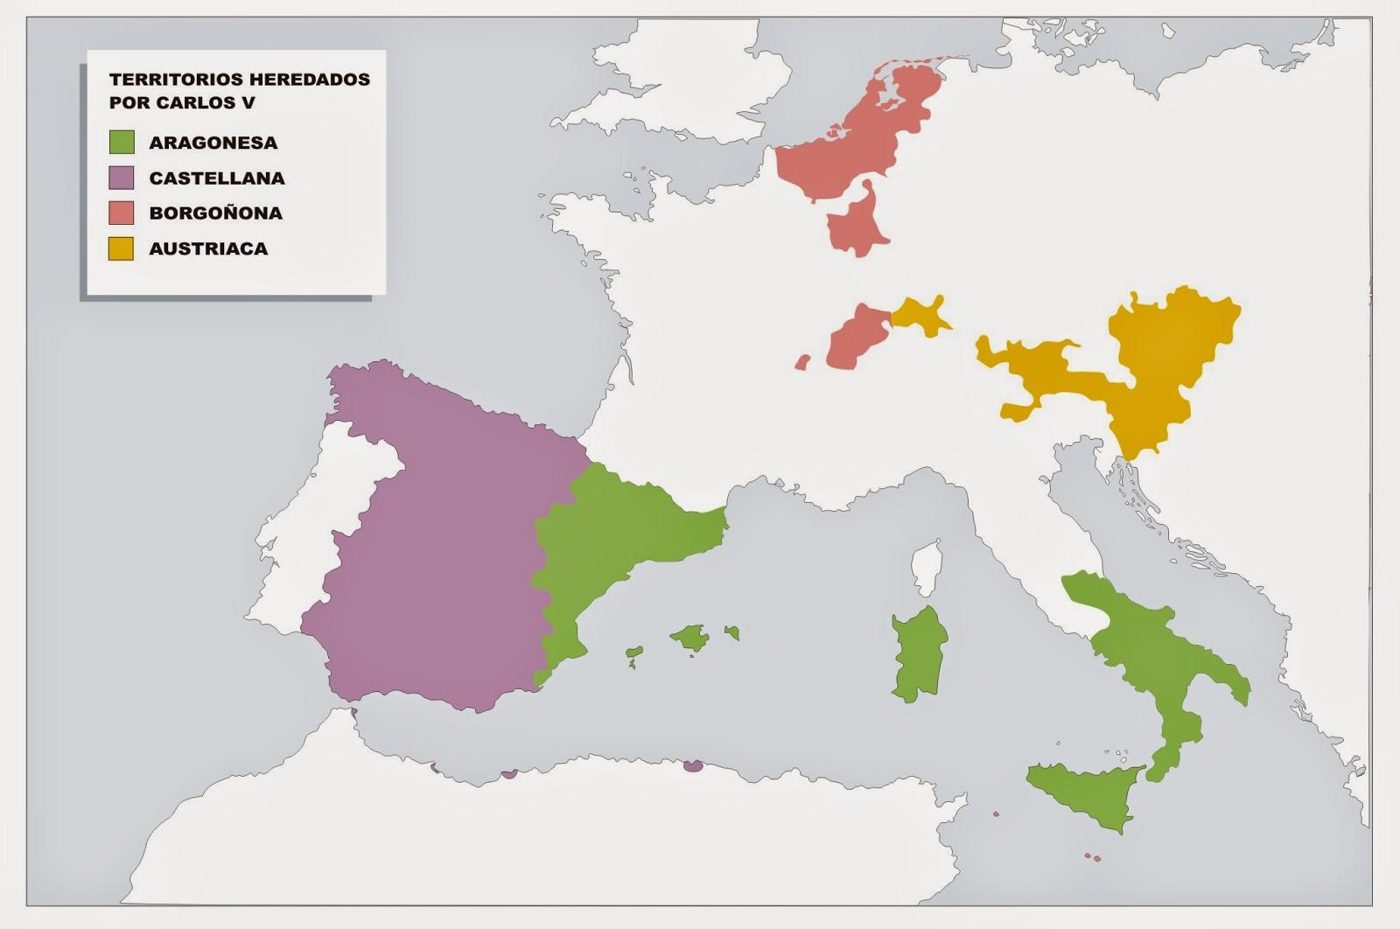 TERRITORIOS HEREDADOS
POR CARLOS V
ARAGONESA
CASTELLANA
BORGOÑONA
AUSTRIACA